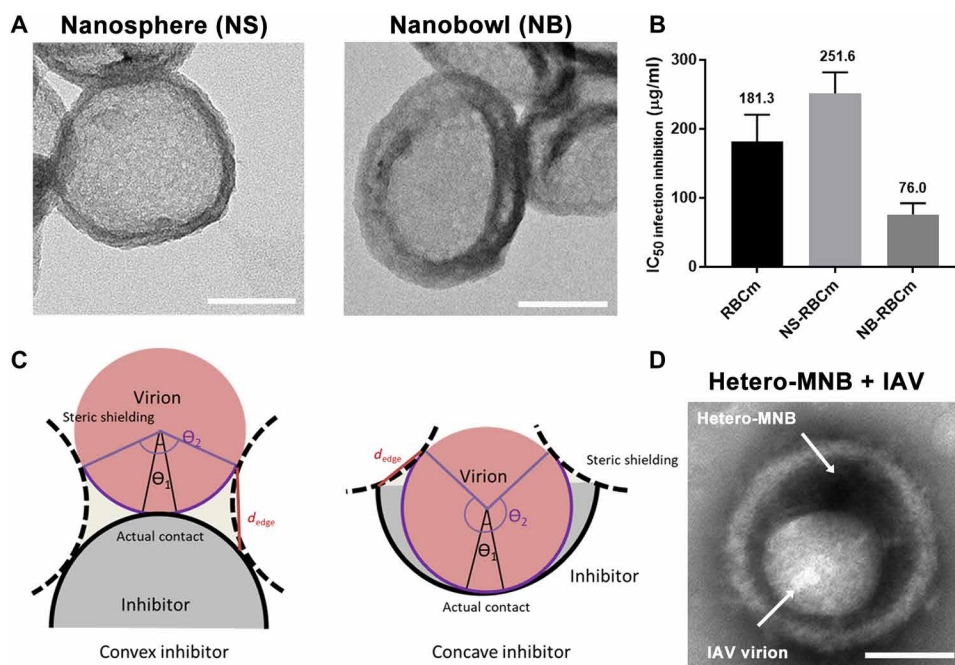 A
Nanosphere (NS)
Nanobowl (NB)
B
IC50 infection inhibition (μg/ml)
300
200
100
0
181.3
251.6
76.0
RBCm
NS-RBCm
NB-RBCm
C
Virion
Steric shielding
Θ2
Θ1
dedge
Actual contact
Inhibitor
Convex inhibitor
dedge
Virion
Steric shielding
Θ2
Θ1
Inhibitor
Actual contact
Concave inhibitor
D
Hetero-MNB + IAV
Hetero-MNB
IAV virion